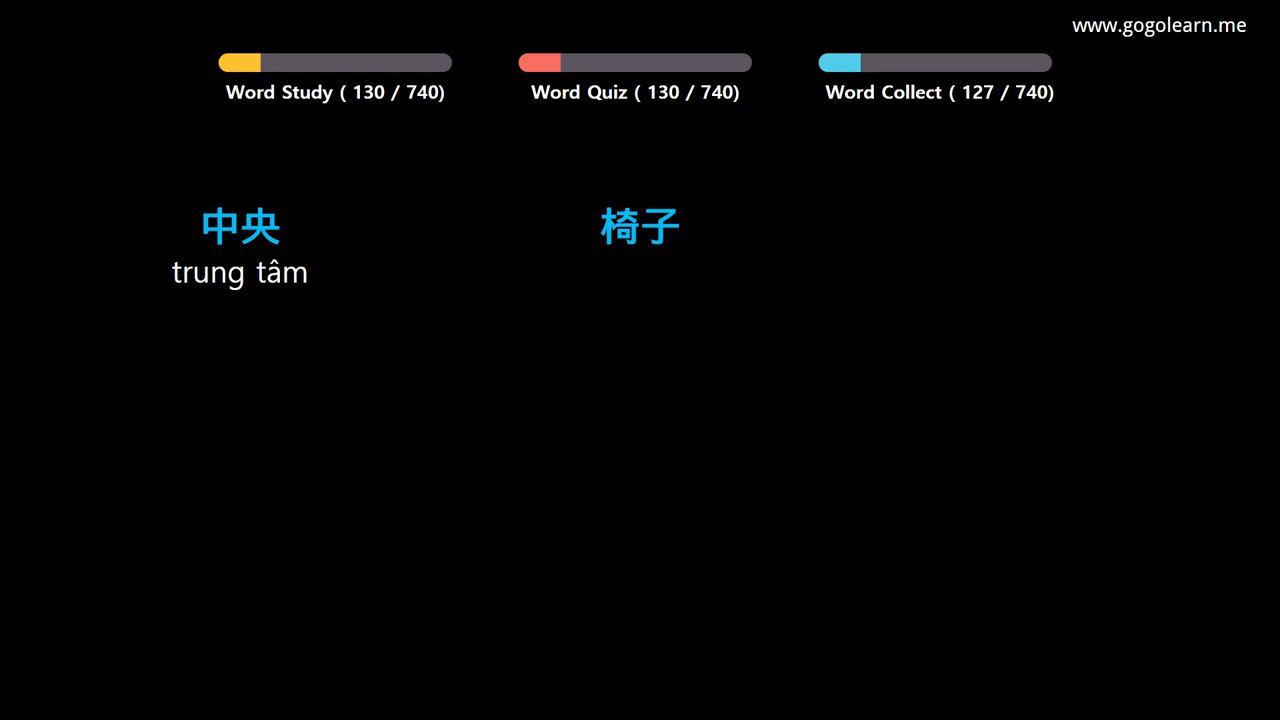 www.gogolearn.me
Word Study ( 130 / 740)
Word Quiz ( 130 / 740)
Word Collect ( 127 / 740)
中央
trung tâm
椅子